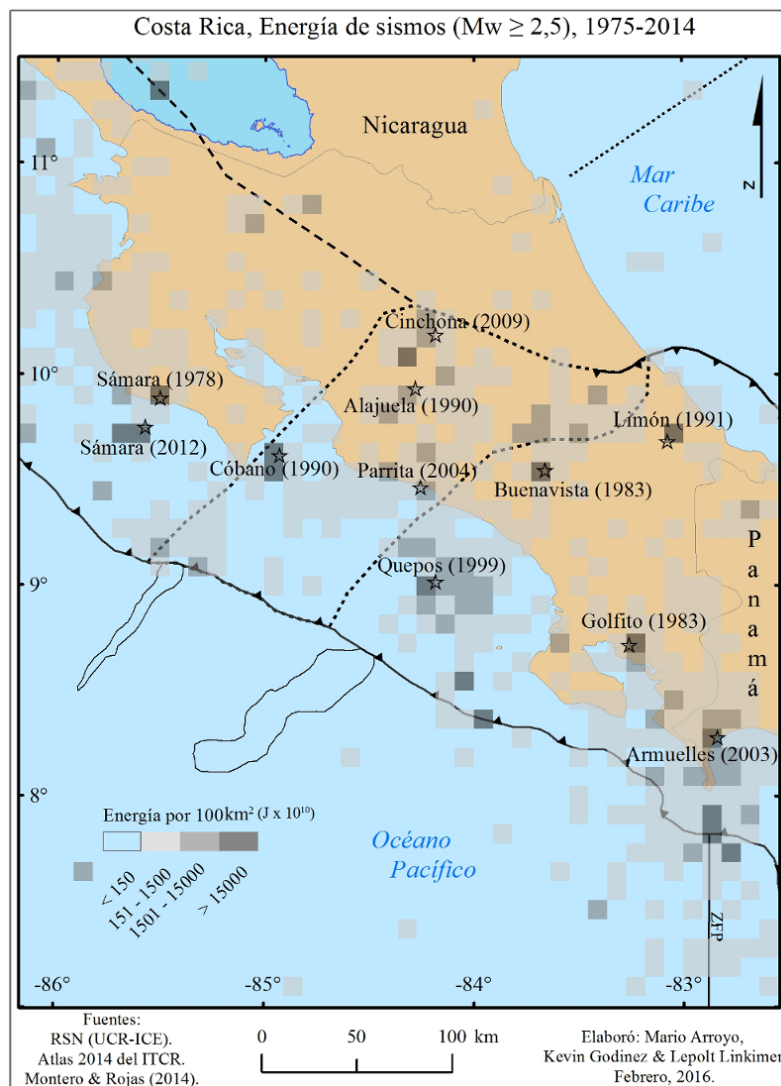 Costa Rica, Energía de sismos (Mw ≥ 2,5), 1975-2014
Nicaragua
11°
Mar
Caribe
N
Cinchona (2009)
10°
Sámara (1978)
Alajuela (1990)
Limón (1991)
Sámara (2012)
Cóbano (1990)
Parrita (2004)
Buenavista (1983)
Panamá
9°
Quepos (1999)
Golfito (1983)
Armuelles (2003)
8°
Energía por 100km² (J x 10¹⁰)
< 150
151 - 1500
1501 - 15000
> 15000
Océano
Pacífico
ZFP
-86°
-85°
-84°
-83°
Fuentes:
RSN (UCR-ICE).
Atlas 2014 del ITCR.
Montero & Rojas (2014).
0 50 100 km
Elaboró: Mario Arroyo,
Kevin Godinez & Lepolt Linkimer
Febrero, 2016.